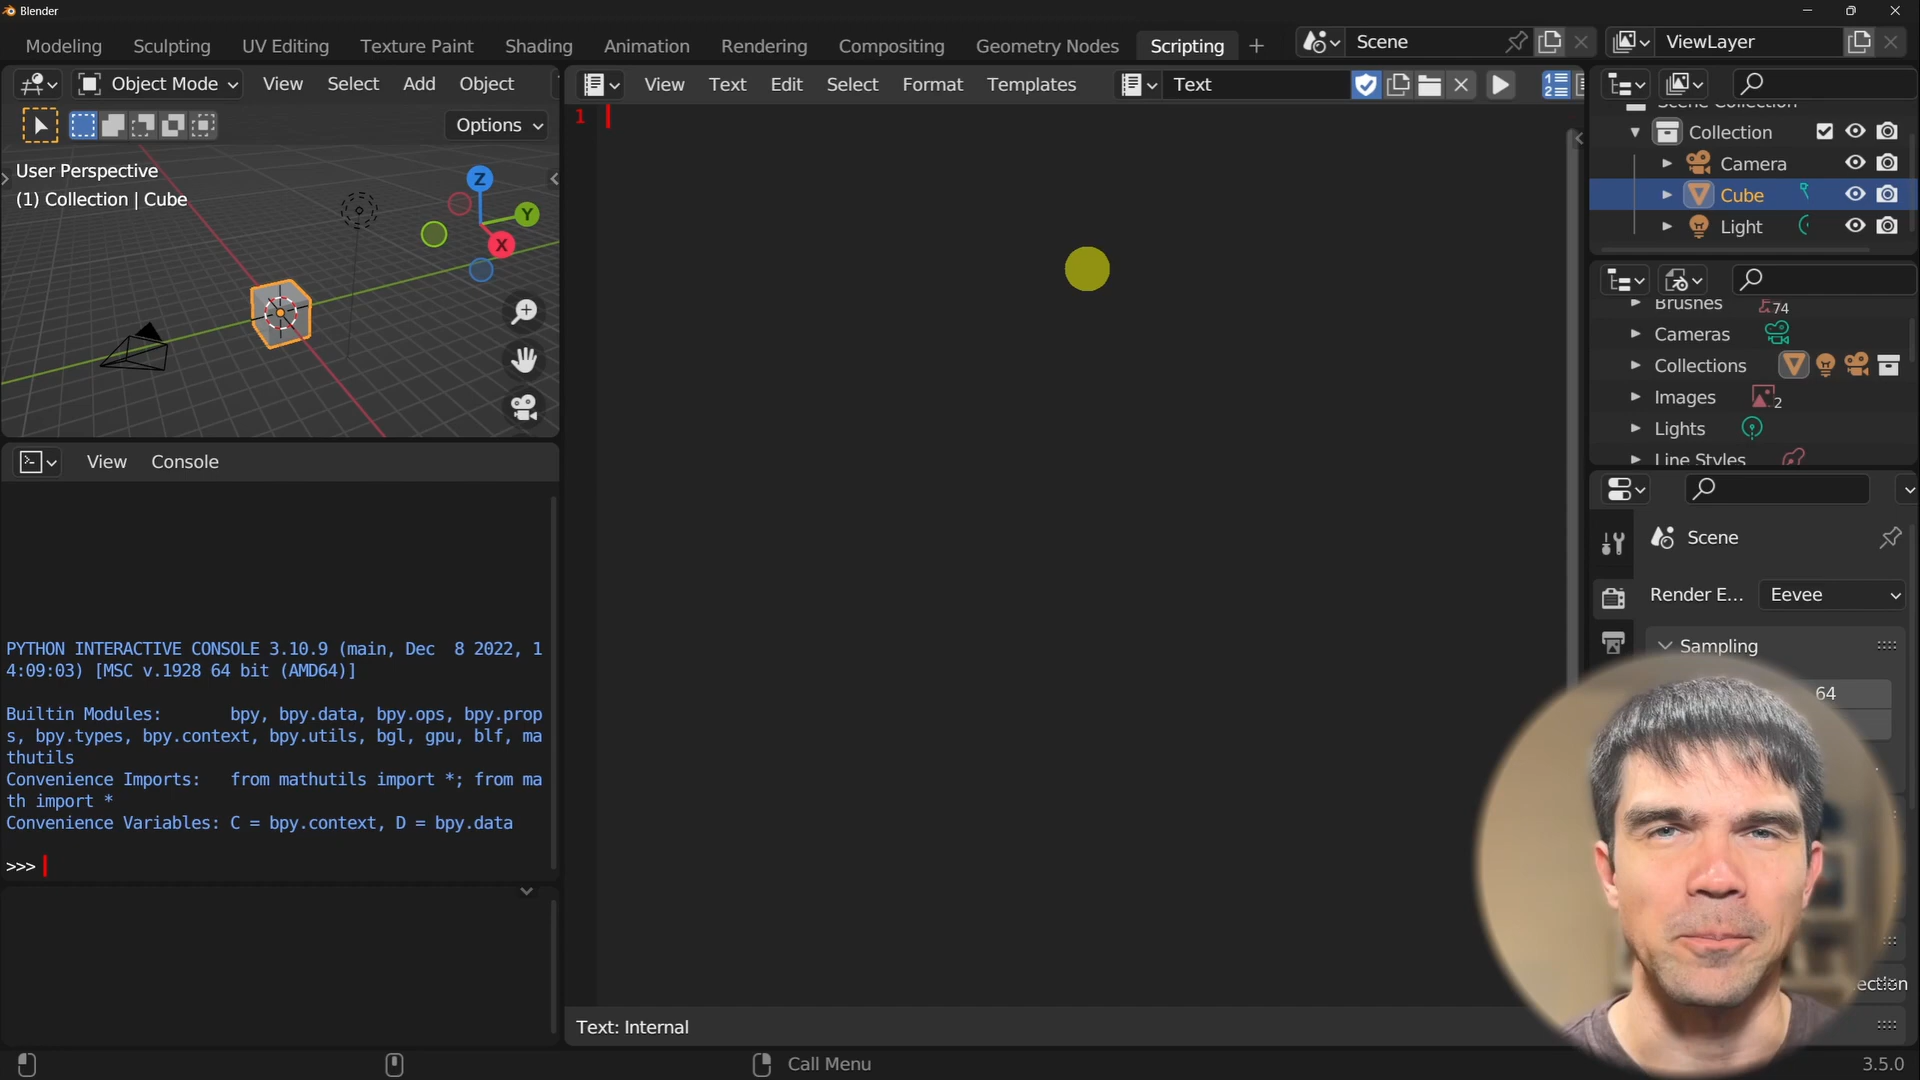 Blender
Modeling Sculpting UV Editing Texture Paint Shading Animation Rendering Compositing Geometry Nodes Scripting + Scene ViewLayer
Object Mode View Select Add Object
View Text Edit Select Format Templates Text
Options
User Perspective
(1) Collection | Cube
Z
Y
X
1
Scene Collection
Collection
Camera
Cube
Light
Brushes 74
Cameras
Collections
Images 2
Lights
Line Styles
View Console
PYTHON INTERACTIVE CONSOLE 3.10.9 (main, Dec  8 2022, 1
4:09:03) [MSC v.1928 64 bit (AMD64)]
Builtin Modules:       bpy, bpy.data, bpy.ops, bpy.prop
s, bpy.types, bpy.context, bpy.utils, bgl, gpu, blf, ma
thutils
Convenience Imports:   from mathutils import *; from ma
th import *
Convenience Variables: C = bpy.context, D = bpy.data
>>>
Scene
Render E... Eevee
Sampling
64
ection
Text: Internal
Call Menu
3.5.0